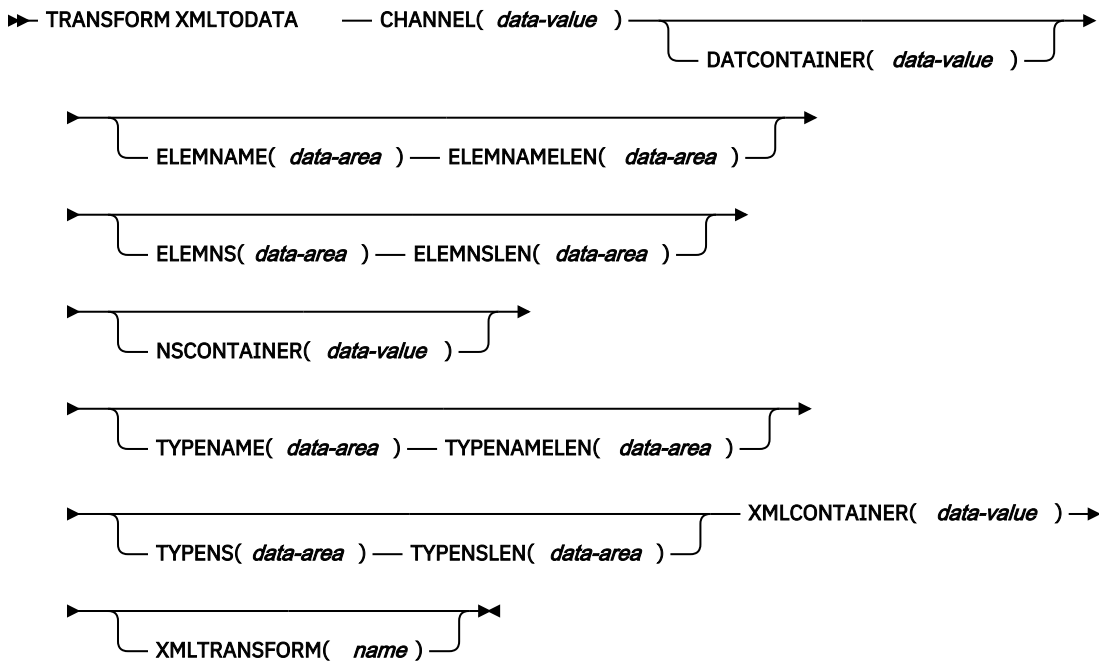 TRANSFORM XMLTODATA CHANNEL( data-value )
DATCONTAINER( data-value )
ELEMNAME( data-area ) ELEMNAMELEN( data-area )
ELEMNS( data-area ) ELEMNSLEN( data-area )
NSCONTAINER( data-value )
TYPENAME( data-area ) TYPENAMELEN( data-area )
XMLCONTAINER( data-value )
TYPENS( data-area ) TYPENSLEN( data-area )
XMLTRANSFORM( name )